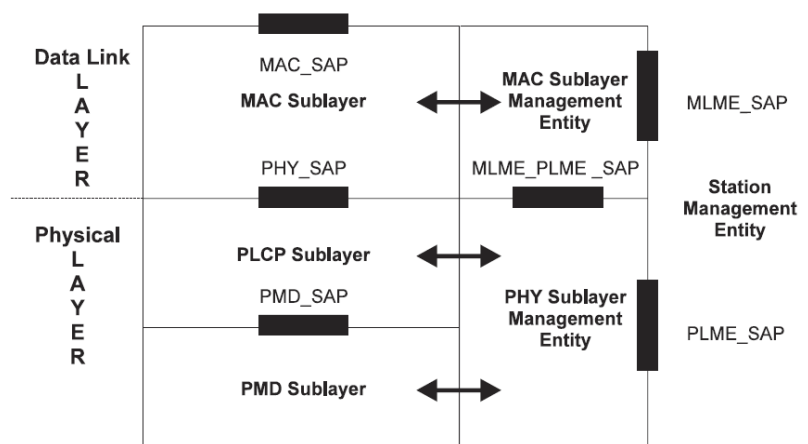 Data Link
L
A
Y
E
R
MAC_SAP
MAC Sublayer
MAC Sublayer
Management
Entity
MLME_SAP
PHY_SAP
MLME_PLME _SAP
Station
Management
Entity
Physical
L
A
Y
E
R
PLCP Sublayer
PMD_SAP
PHY Sublayer
Management
Entity
PLME_SAP
PMD Sublayer